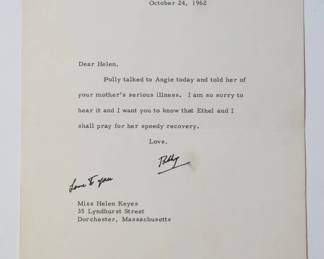 October 24, 1962
Dear Helen,
Polly talked to Angie today and told her of
your mother's serious illness. I am so sorry to
hear it and I want you to know that Ethel and I
shall pray for her speedy recovery.
Love.
Bobby
Love to you
Miss Helen Keyes
35 Lyndhurst Street
Dorchester, Massachusetts